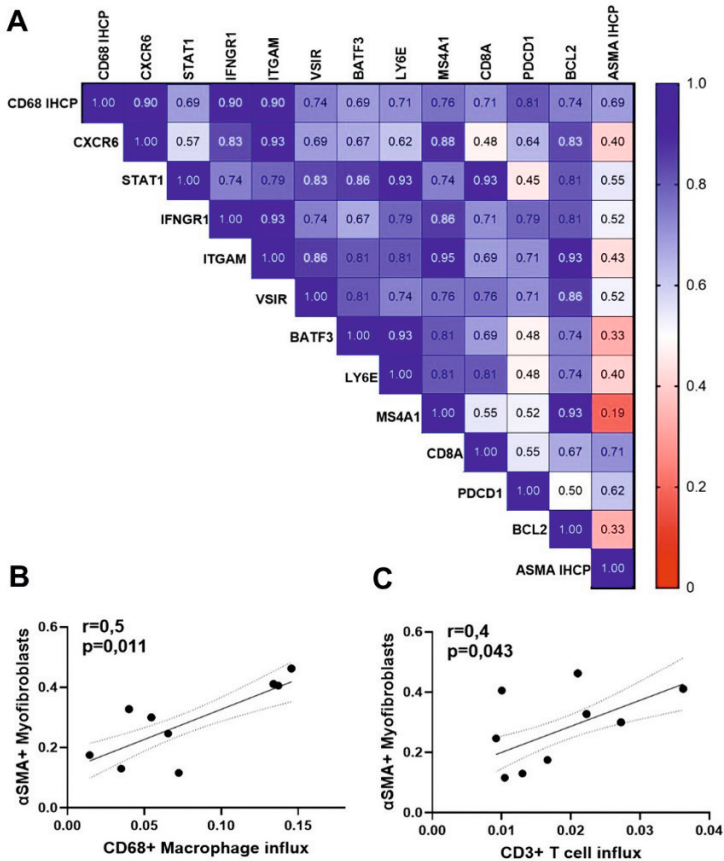 A
CD68 IHCP CXCR6 STAT1 IFNGR1 ITGAM VSIR BATF3 LY6E MS4A1 CD8A PDCD1 BCL2 ASMA IHCP
CD68 IHCP 1.00 0.90 0.69 0.90 0.90 0.74 0.69 0.71 0.76 0.71 0.81 0.74 0.69
CXCR6 1.00 0.57 0.83 0.93 0.69 0.67 0.62 0.88 0.48 0.64 0.83 0.40
STAT1 1.00 0.74 0.79 0.83 0.86 0.93 0.74 0.93 0.45 0.81 0.55
IFNGR1 1.00 0.93 0.74 0.67 0.79 0.86 0.71 0.79 0.81 0.52
ITGAM 1.00 0.86 0.81 0.81 0.95 0.69 0.71 0.93 0.43
VSIR 1.00 0.81 0.74 0.76 0.76 0.71 0.86 0.52
BATF3 1.00 0.93 0.81 0.69 0.48 0.74 0.33
LY6E 1.00 0.81 0.81 0.48 0.74 0.40
MS4A1 1.00 0.55 0.52 0.93 0.19
CD8A 1.00 0.55 0.67 0.71
PDCD1 1.00 0.50 0.62
BCL2 1.00 0.33
ASMA IHCP 1.00
1.0
0.8
0.6
0.4
0.2
0
B
r=0,5
p=0,011
αSMA+ Myofibroblasts
0.6
0.4
0.2
0.0
0.00 0.05 0.10 0.15
CD68+ Macrophage influx
C
r=0,4
p=0,043
αSMA+ Myofibroblasts
0.6
0.4
0.2
0.0
0.00 0.01 0.02 0.03 0.04
CD3+ T cell influx